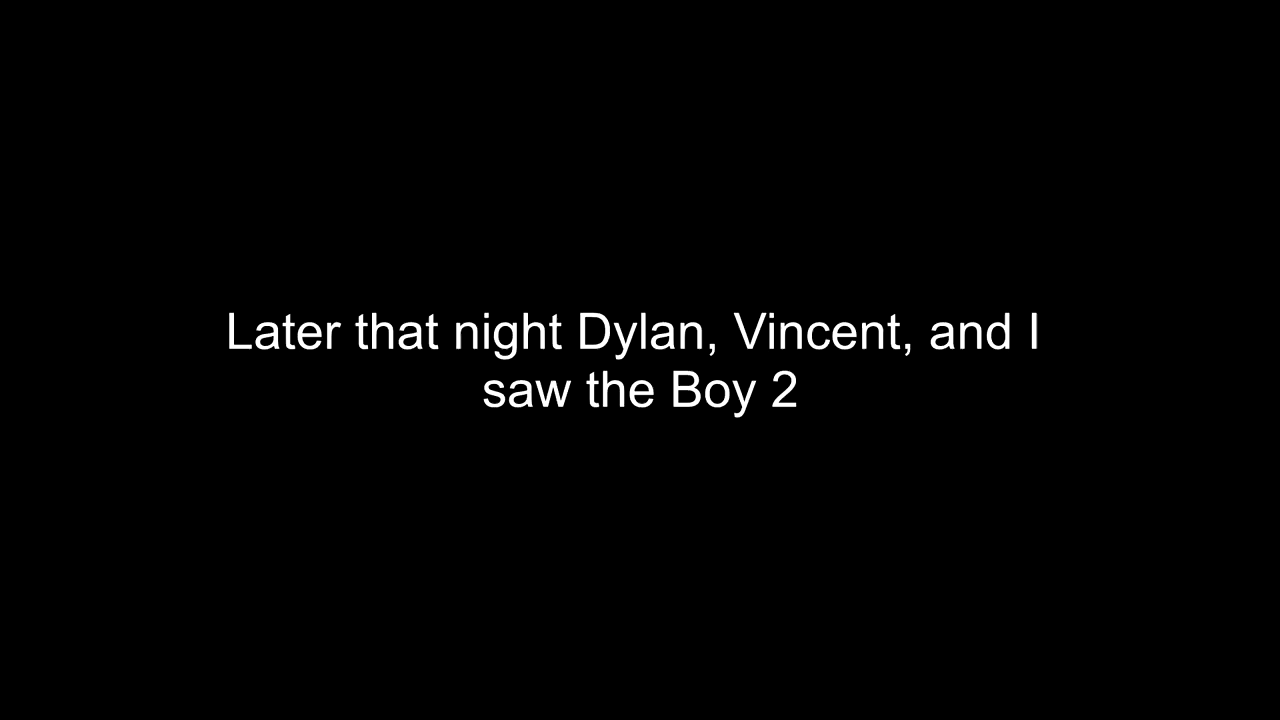 Later that night Dylan, Vincent, and I
saw the Boy 2